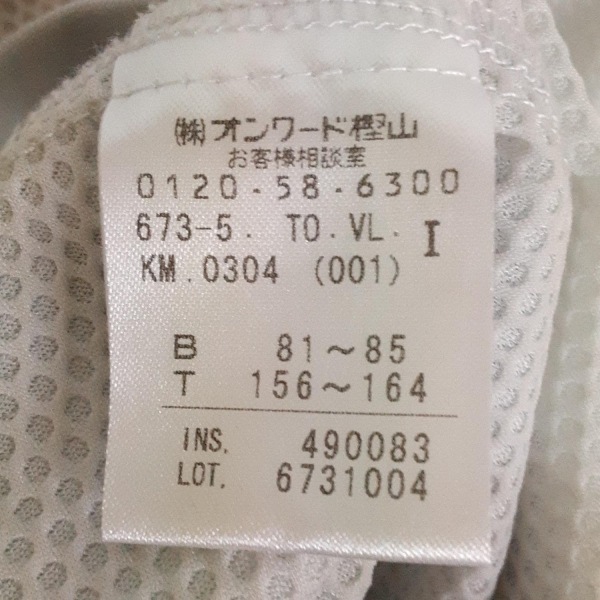 ㈱オンワード樫山
お客様相談室
0120-58-6300
673-5. TO.VL. I
KM.0304 (001)
B 81～85
T 156～164
INS. 490083
LOT. 6731004